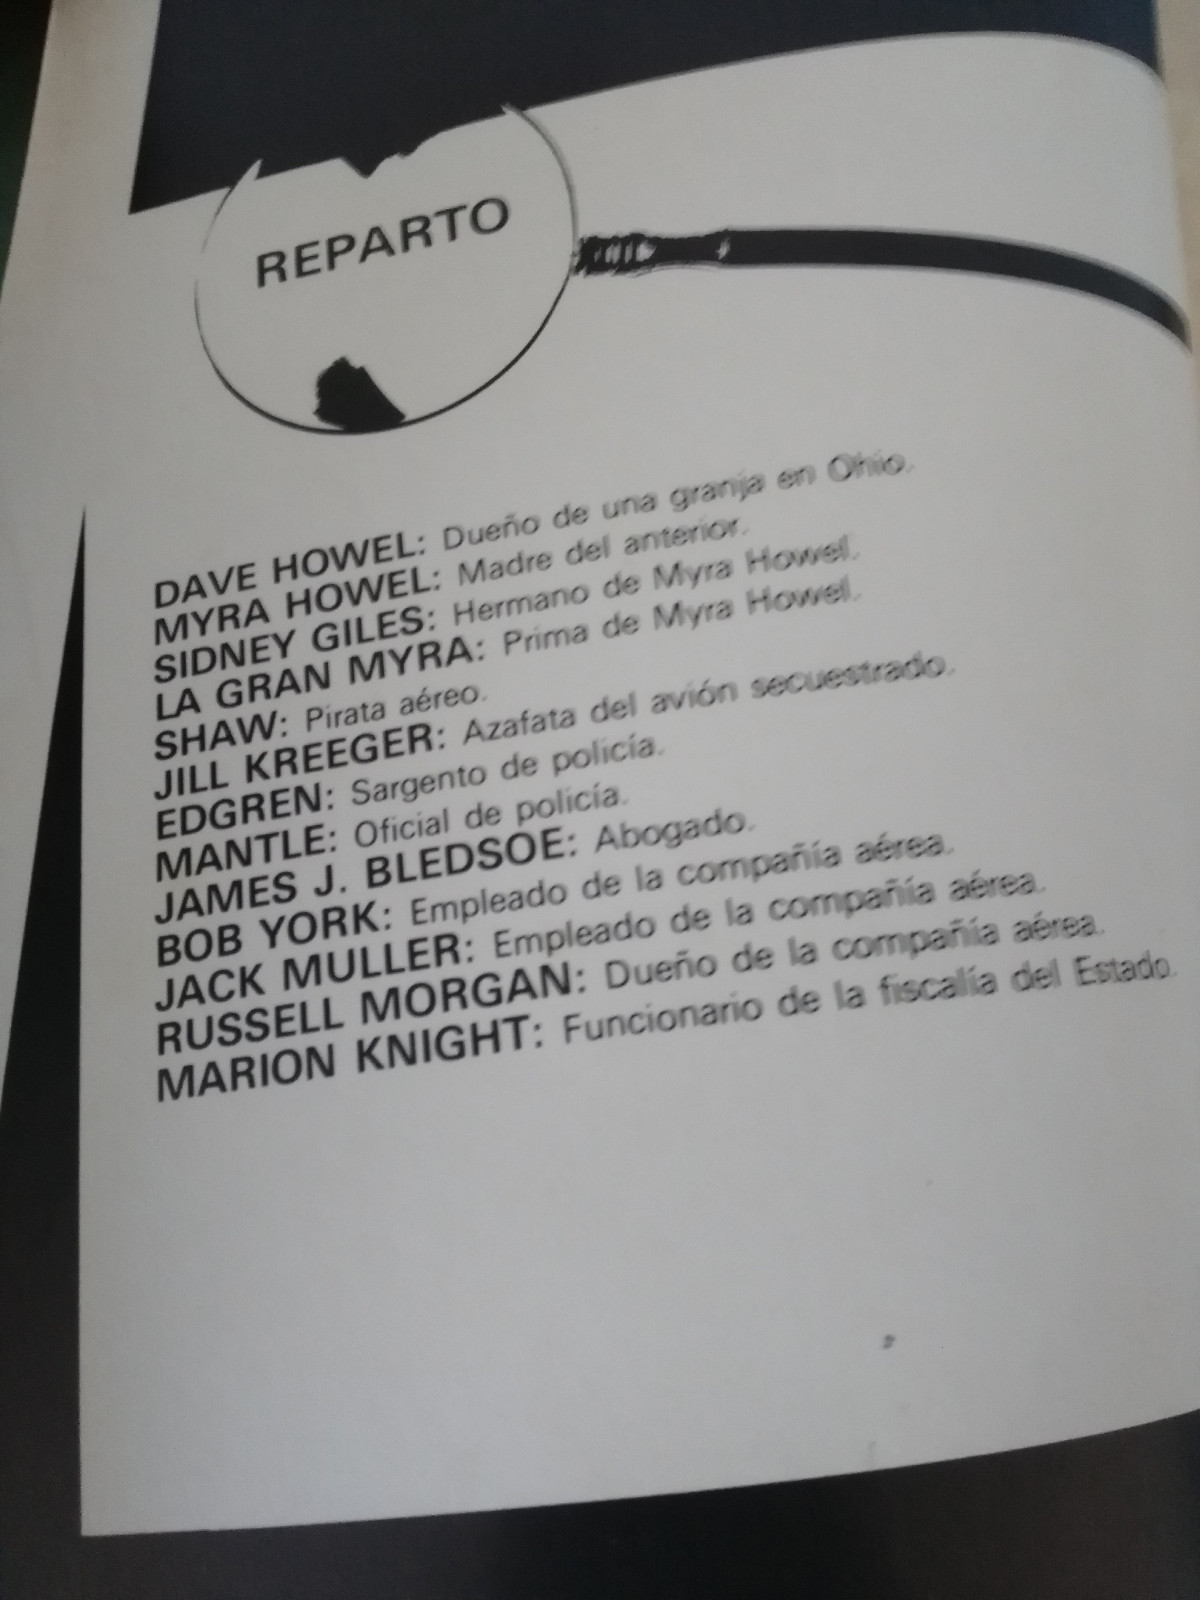 REPARTO
DAVE HOWEL: Dueño de una granja en Ohio.
MYRA HOWEL: Madre del anterior.
SIDNEY GILES: Hermano de Myra Howel.
LA GRAN MYRA: Prima de Myra Howel.
SHAW: Pirata aéreo.
JILL KREEGER: Azafata del avión secuestrado.
EDGREN: Sargento de policía.
MANTLE: Oficial de policía.
JAMES J. BLEDSOE: Abogado.
BOB YORK: Empleado de la compañía aérea.
JACK MULLER: Empleado de la compañía aérea.
RUSSELL MORGAN: Dueño de la compañía aérea.
MARION KNIGHT: Funcionario de la fiscalía del Estado.